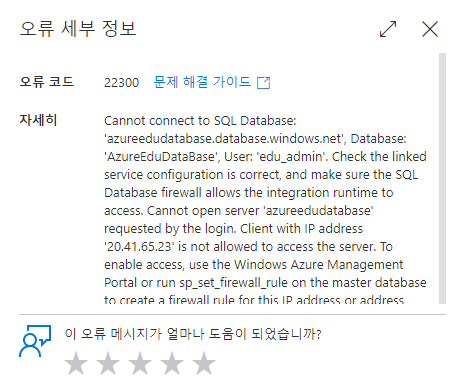 오류 세부 정보
오류 코드 22300 문제 해결 가이드
자세히 Cannot connect to SQL Database:
'azureedudatabase.database.windows.net', Database:
'AzureEduDataBase', User: 'edu_admin'. Check the linked
service configuration is correct, and make sure the SQL
Database firewall allows the integration runtime to
access. Cannot open server 'azureedudatabase'
requested by the login. Client with IP address
'20.41.65.23' is not allowed to access the server. To
enable access, use the Windows Azure Management
Portal or run sp_set_firewall_rule on the master database
to create a firewall rule for this IP address or address
이 오류 메시지가 얼마나 도움이 되었습니까?